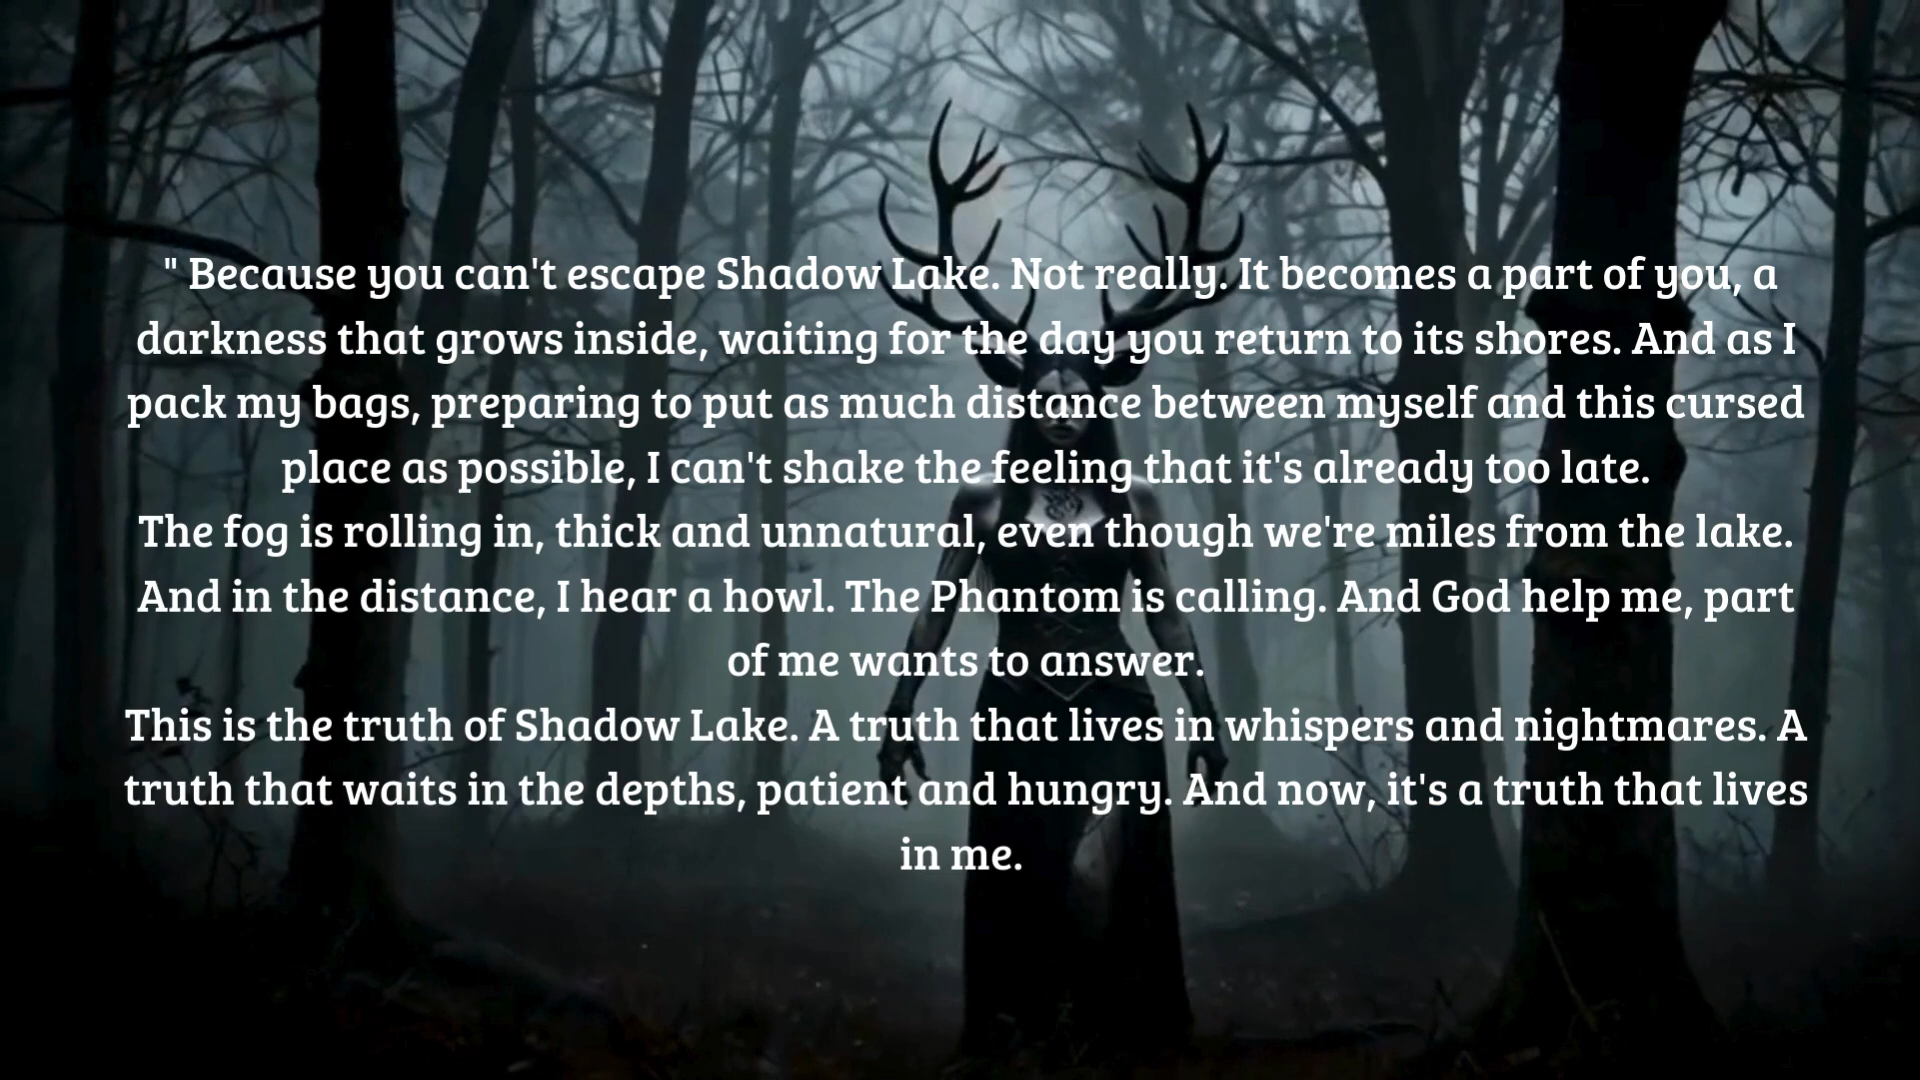 " Because you can't escape Shadow Lake. Not really. It becomes a part of you, a
darkness that grows inside, waiting for the day you return to its shores. And as I
pack my bags, preparing to put as much distance between myself and this cursed
place as possible, I can't shake the feeling that it's already too late.
The fog is rolling in, thick and unnatural, even though we're miles from the lake.
And in the distance, I hear a howl. The Phantom is calling. And God help me, part
of me wants to answer.
This is the truth of Shadow Lake. A truth that lives in whispers and nightmares. A
truth that waits in the depths, patient and hungry. And now, it's a truth that lives
in me.